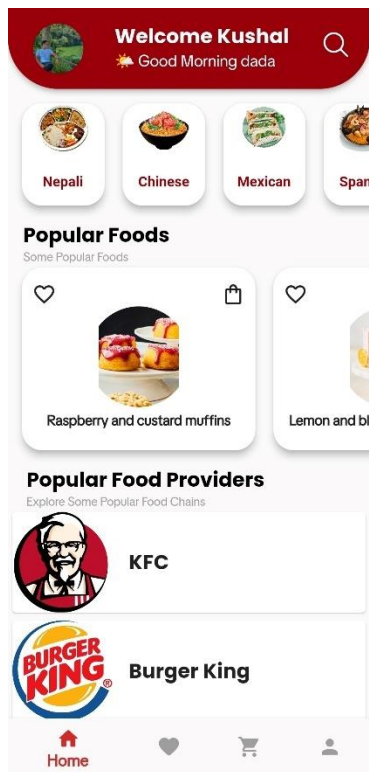 Welcome Kushal
Good Morning dada
Nepali
Chinese
Mexican
Span
Popular Foods
Some Popular Foods
Raspberry and custard muffins
Lemon and bl
Popular Food Providers
Explore Some Popular Food Chains
KFC
BURGER
KING
Burger King
Home